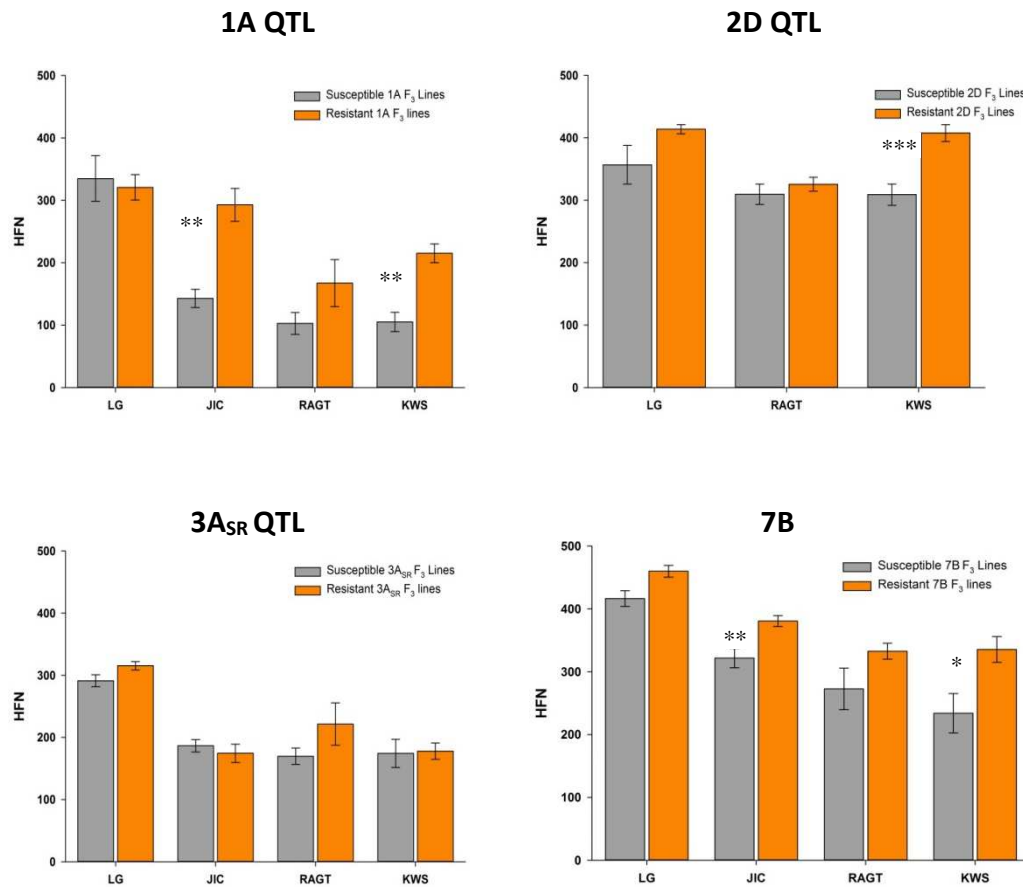 1A QTL
500
400
300
200
100
0
HFN
Susceptible 1A F₃ Lines
Resistant 1A F₃ lines
**
**
LG JIC RAGT KWS
2D QTL
500
400
300
200
100
0
HFN
Susceptible 2D F₃ Lines
Resistant 2D F₃ Lines
***
LG RAGT KWS
3A_SR QTL
500
400
300
200
100
0
HFN
Susceptible 3A_SR F₃ Lines
Resistant 3A_SR F₃ lines
LG JIC RAGT KWS
7B
500
400
300
200
100
0
HFN
Susceptible 7B F₃ Lines
Resistant 7B F₃ lines
**
*
LG JIC RAGT KWS